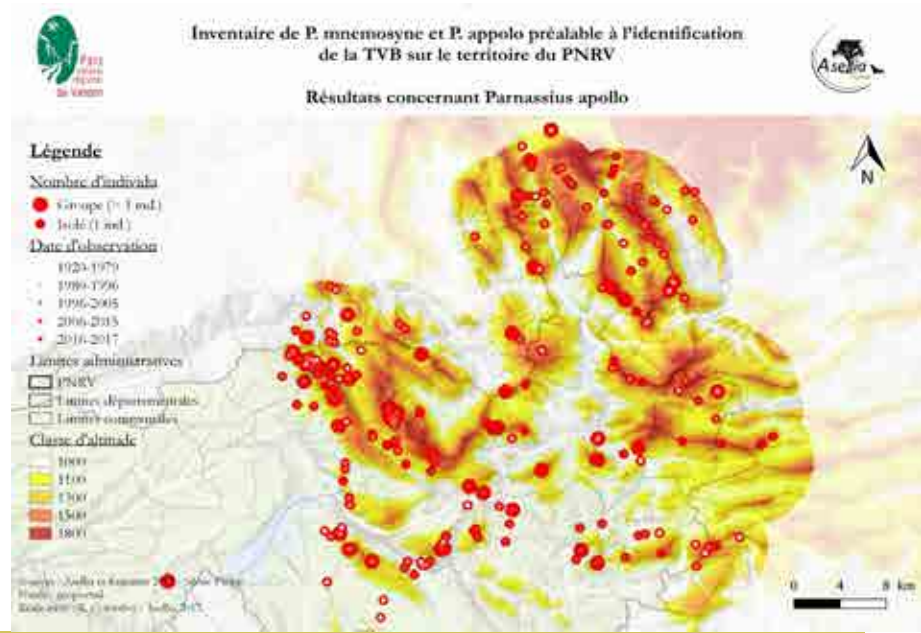 Inventaire de P. mnemosyne et P. appolo préalable à l'identification
de la TVB sur le territoire du PNRV
Résultats concernant Parnassius apollo
Asellia
Légende
Nombre d'individu
Groupe (> 1 ind.)
Isolé (1 ind.)
Date d'observation
1920-1979
1980-1996
1996-2005
2006-2015
2016-2017
Limites administratives
PNRV
Limites départementales
Limites communales
Classe d'altitude
1000
1100
1300
1500
1800
N
0 4 8 km